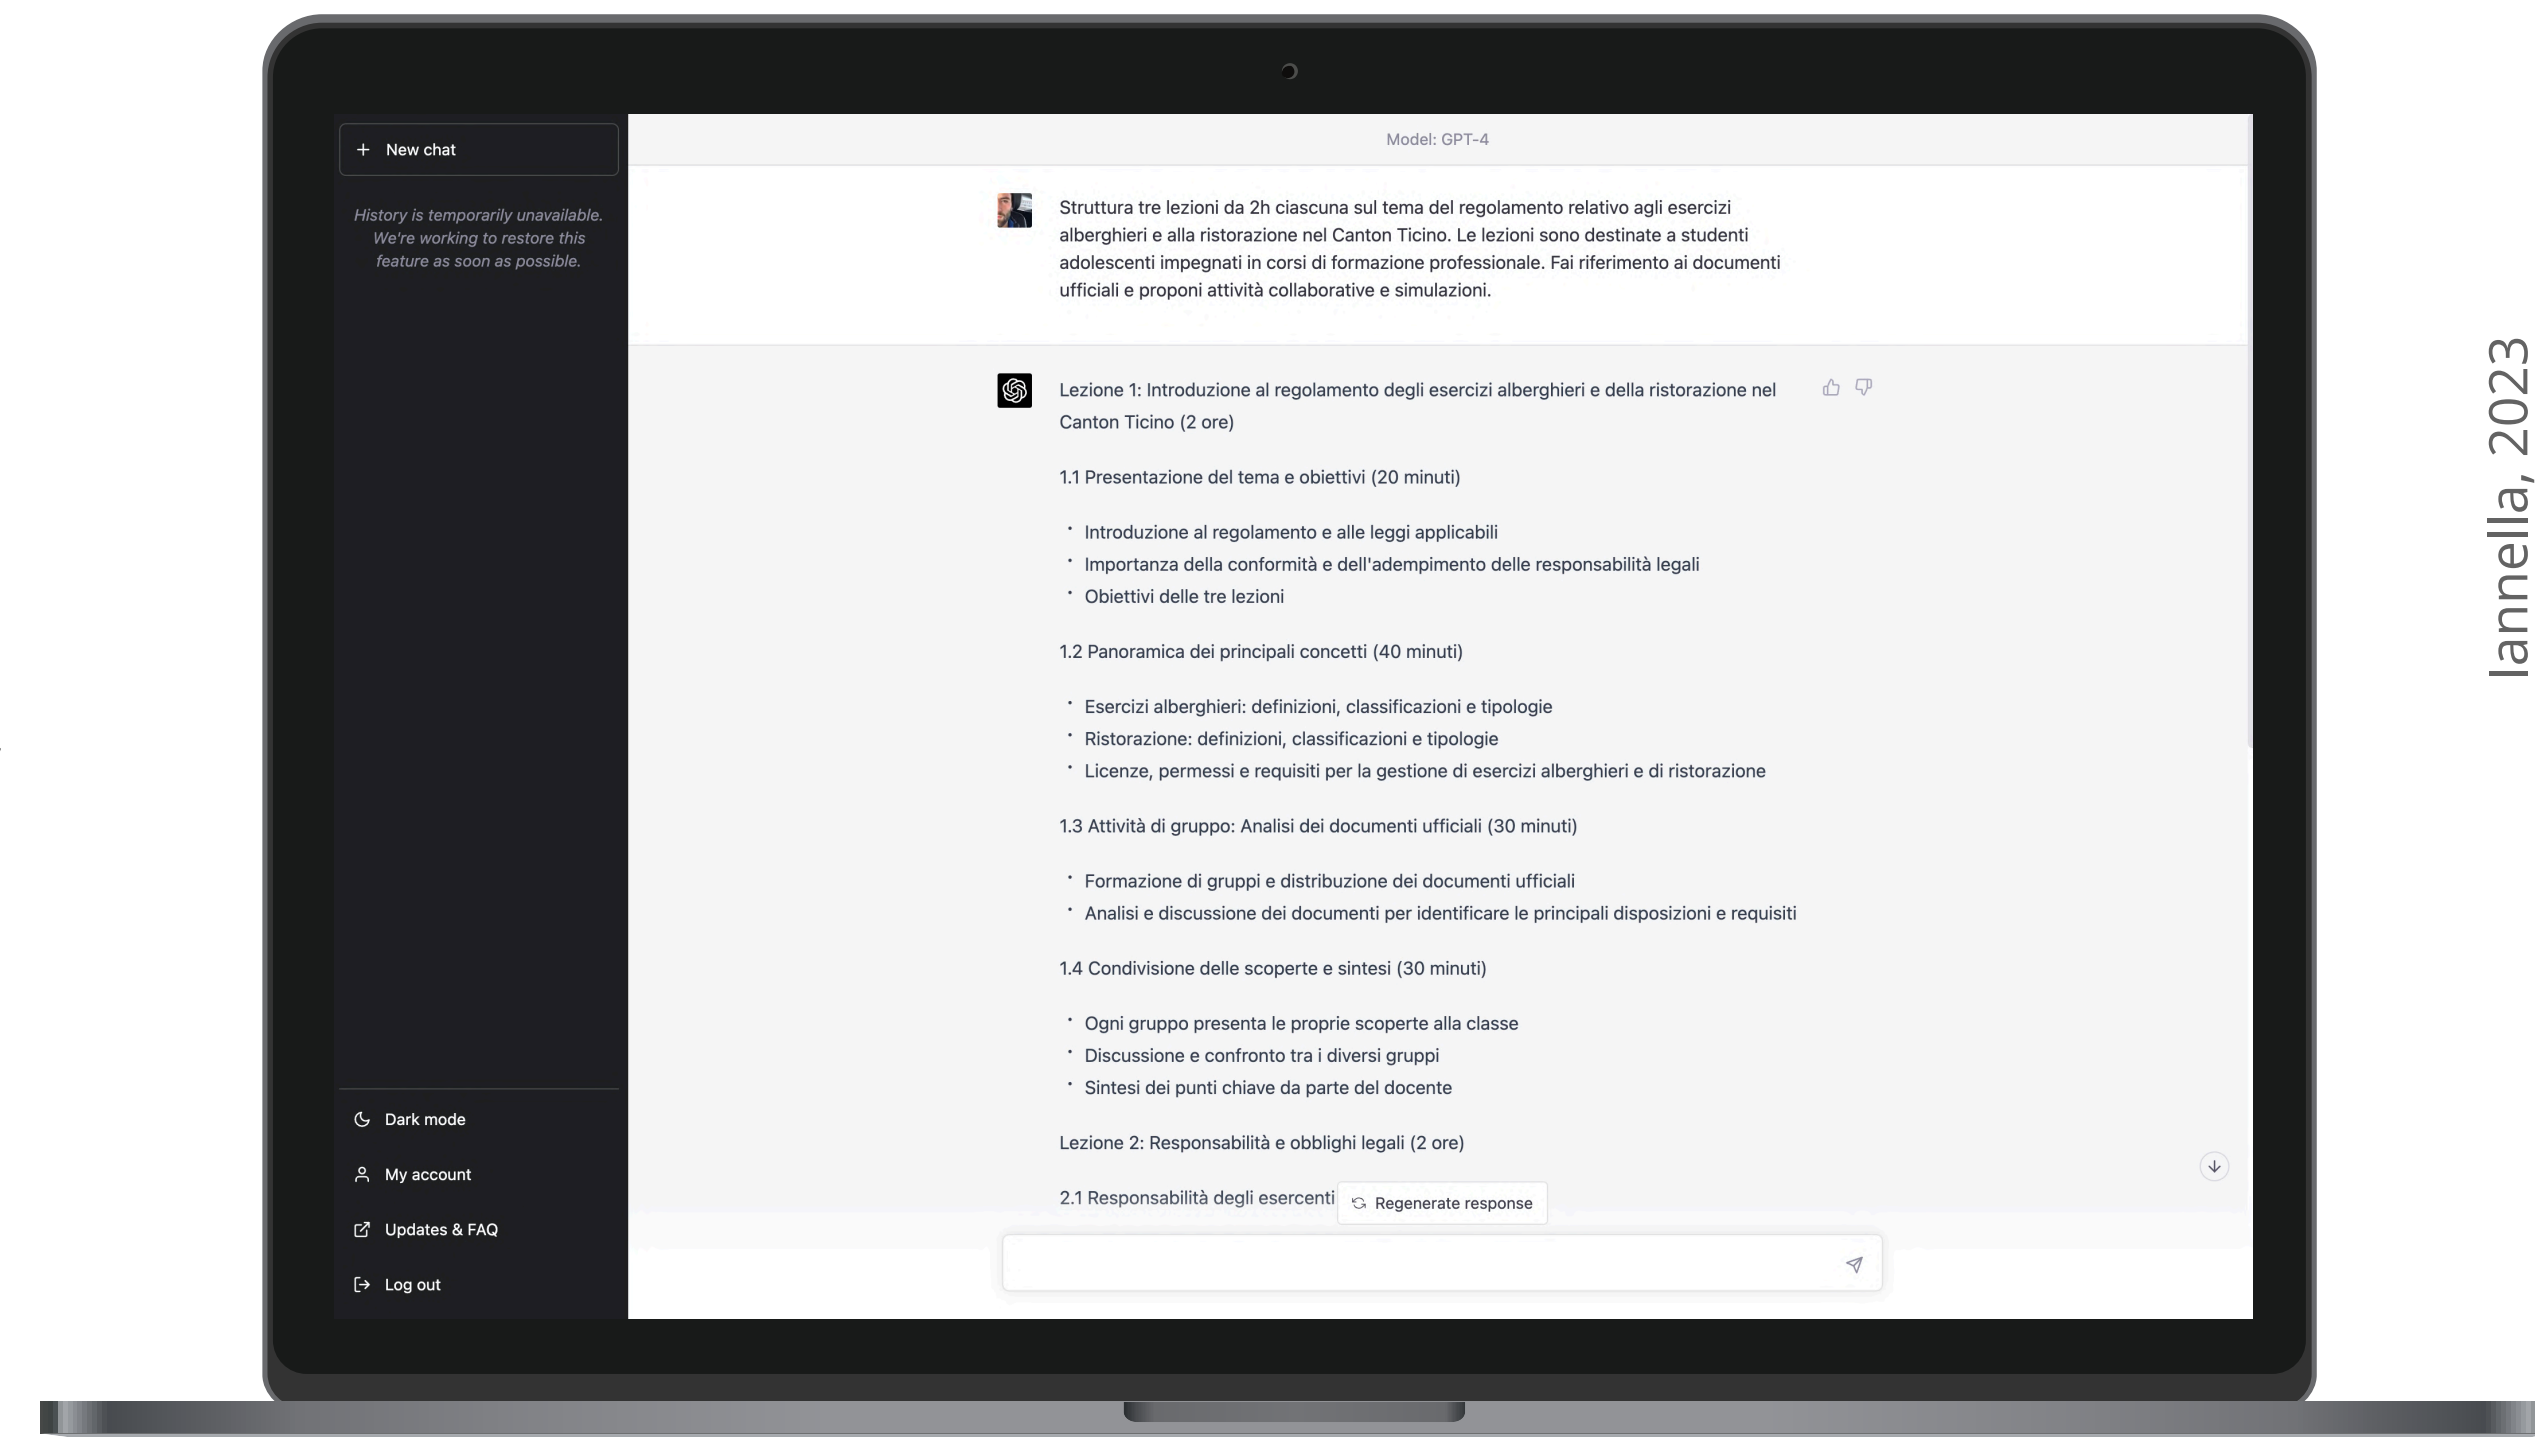 New chat
History is temporarily unavailable.
We're working to restore this
feature as soon as possible.
Dark mode
My account
Updates & FAQ
Log out
Model: GPT-4
Struttura tre lezioni da 2h ciascuna sul tema del regolamento relativo agli esercizi
alberghieri e alla ristorazione nel Canton Ticino. Le lezioni sono destinate a studenti
adolescenti impegnati in corsi di formazione professionale. Fai riferimento ai documenti
ufficiali e proponi attività collaborative e simulazioni.
Lezione 1: Introduzione al regolamento degli esercizi alberghieri e della ristorazione nel
Canton Ticino (2 ore)
1.1 Presentazione del tema e obiettivi (20 minuti)
• Introduzione al regolamento e alle leggi applicabili
• Importanza della conformità e dell'adempimento delle responsabilità legali
• Obiettivi delle tre lezioni
1.2 Panoramica dei principali concetti (40 minuti)
• Esercizi alberghieri: definizioni, classificazioni e tipologie
• Ristorazione: definizioni, classificazioni e tipologie
• Licenze, permessi e requisiti per la gestione di esercizi alberghieri e di ristorazione
1.3 Attività di gruppo: Analisi dei documenti ufficiali (30 minuti)
• Formazione di gruppi e distribuzione dei documenti ufficiali
• Analisi e discussione dei documenti per identificare le principali disposizioni e requisiti
1.4 Condivisione delle scoperte e sintesi (30 minuti)
• Ogni gruppo presenta le proprie scoperte alla classe
• Discussione e confronto tra i diversi gruppi
• Sintesi dei punti chiave da parte del docente
Lezione 2: Responsabilità e obblighi legali (2 ore)
2.1 Responsabilità degli esercenti
Regenerate response
Iannella, 2023